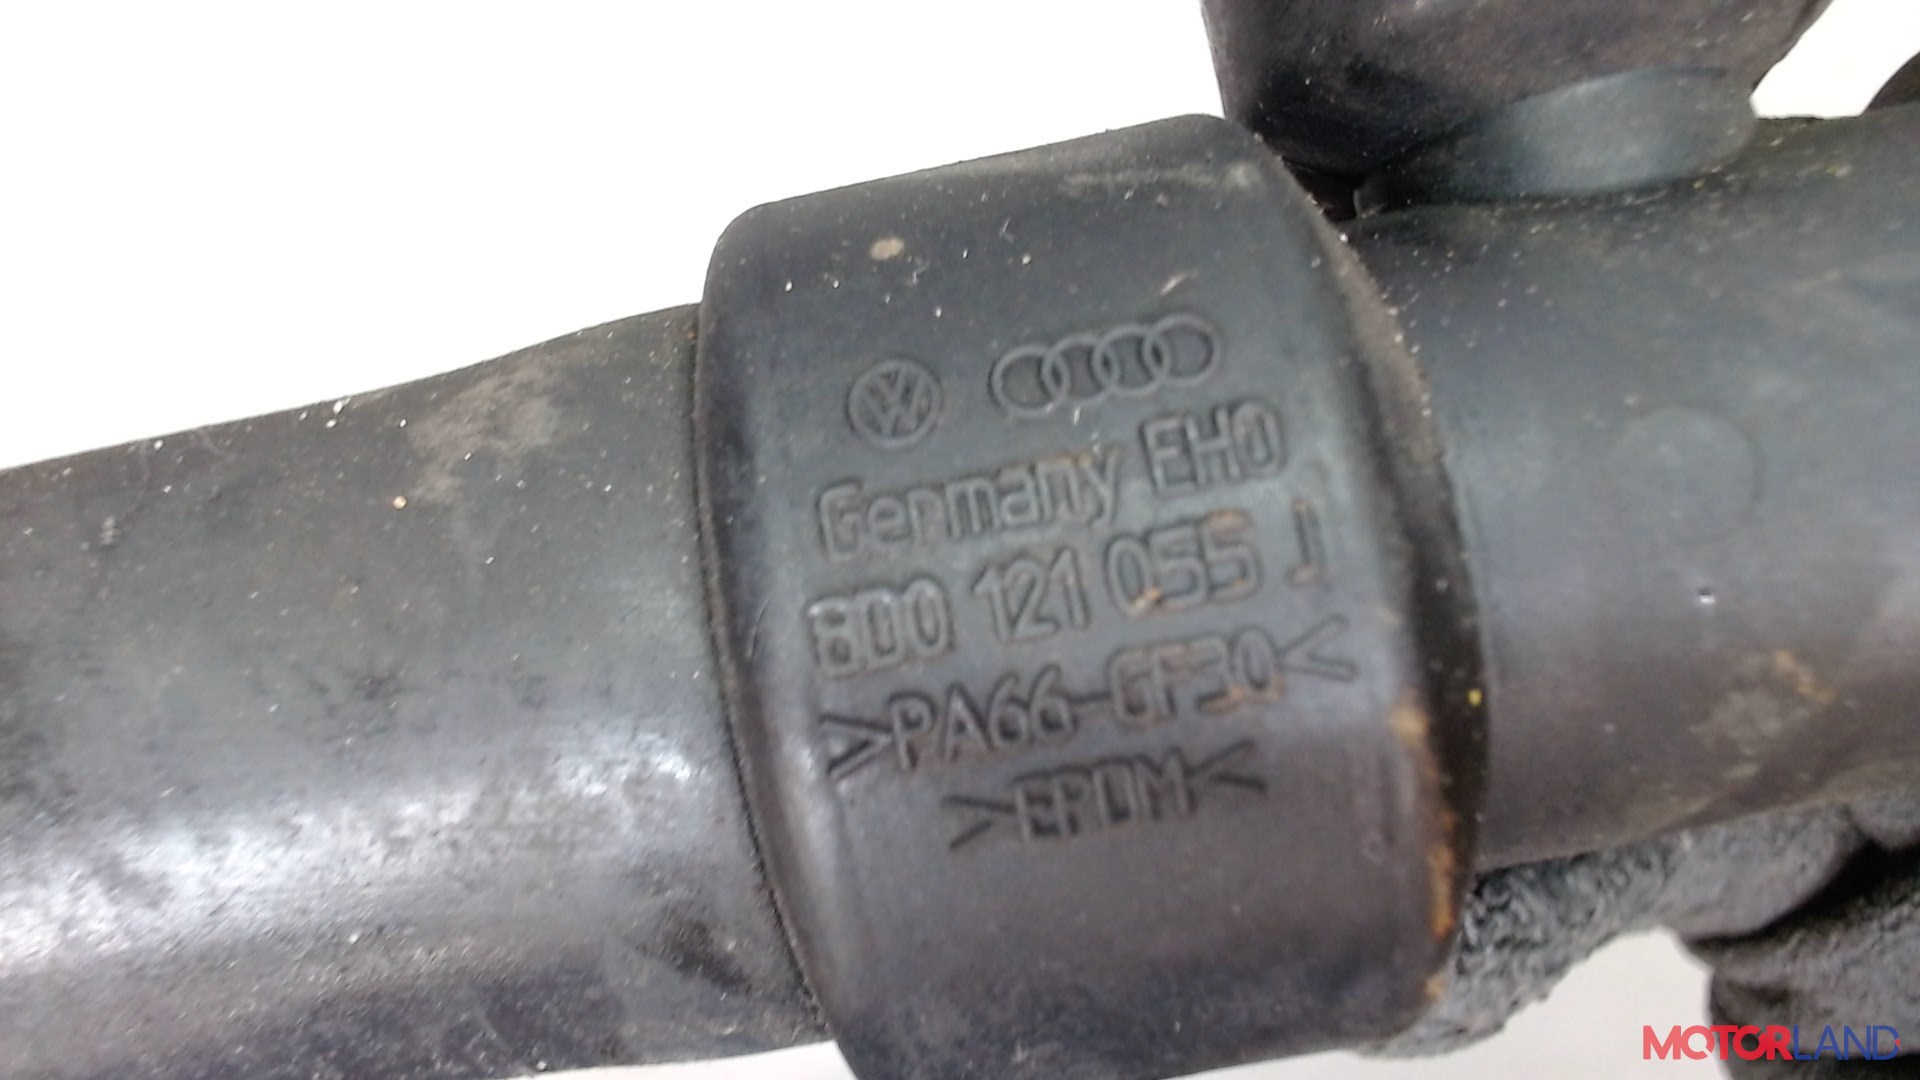 Germany EH0
8D0 121 055 J
>PA66-GF30<
>EPDM<
MOTORLAND